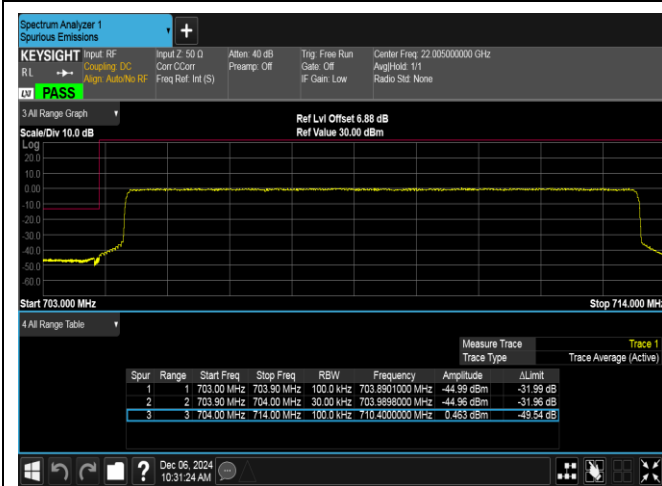 Spectrum Analyzer 1
Spurious Emissions
+
KEYSIGHT Input: RF Input Z: 50 Ω Atten: 40 dB Trig: Free Run Center Freq: 22.005000000 GHz
RL Coupling: DC Corr CCorr Preamp: Off Gate: Off Avg|Hold: 1/1
Align: Auto/No RF Freq Ref: Int (S) IF Gain: Low Radio Std: None
LXI PASS
3 All Range Graph
Ref Lvl Offset 6.88 dB
Scale/Div 10.0 dB Ref Value 30.00 dBm
Log
20.0
10.0
0.00
-10.0
-20.0
-30.0
-40.0
-50.0
-60.0
Start 703.000 MHz Stop 714.000 MHz
4 All Range Table
Measure Trace Trace 1
Trace Type Trace Average (Active)
Spur Range Start Freq Stop Freq RBW Frequency Amplitude ΔLimit
1 1 703.00 MHz 703.90 MHz 100.0 kHz 703.8901000 MHz -44.99 dBm -31.99 dB
2 2 703.90 MHz 704.00 MHz 30.00 kHz 703.9898000 MHz -44.96 dBm -31.96 dB
3 3 704.00 MHz 714.00 MHz 100.0 kHz 710.4000000 MHz 0.463 dBm -49.54 dB
? Dec 06, 2024
10:31:24 AM